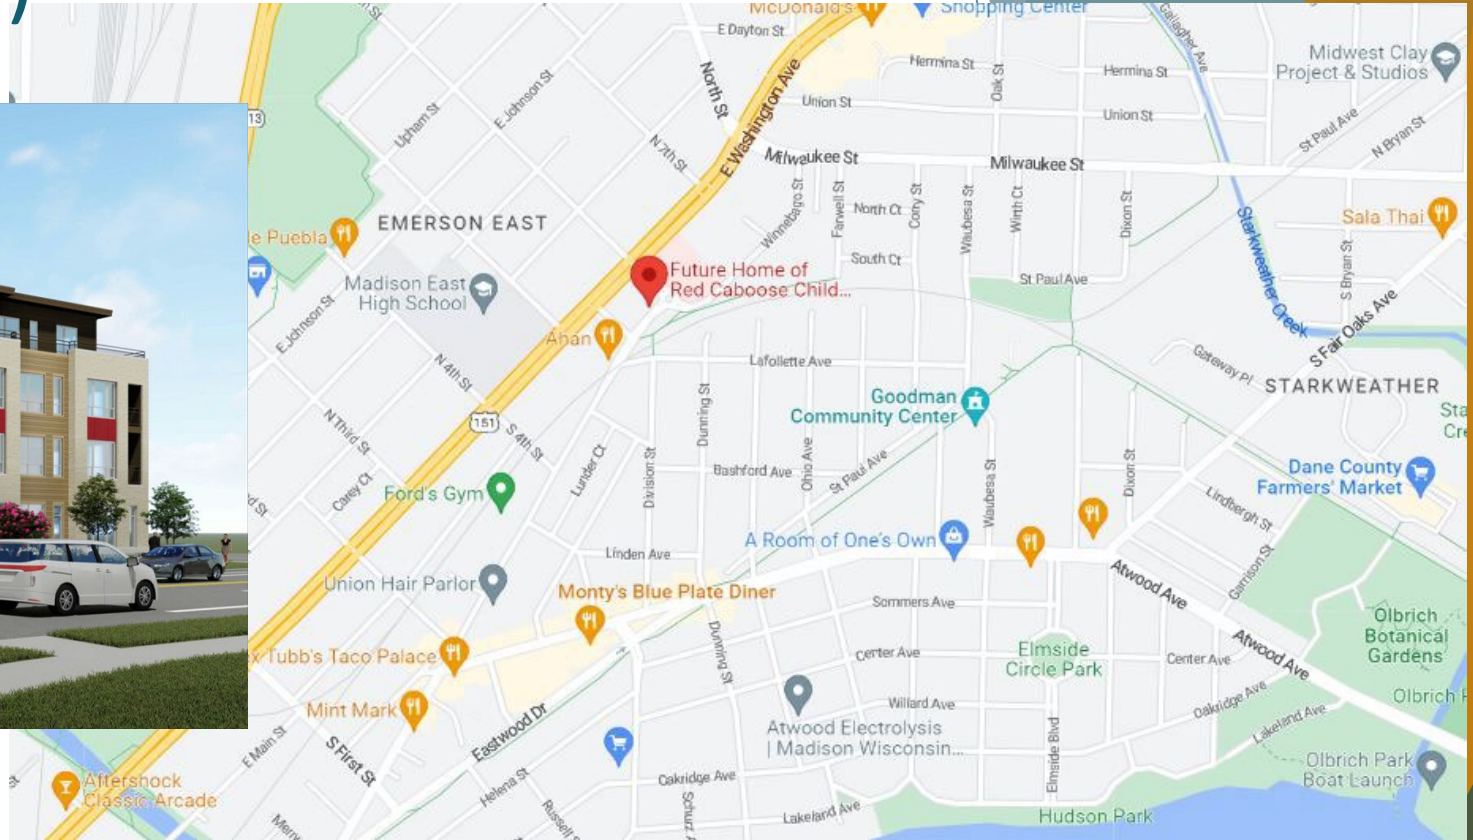 )
McDonald's
Shopping Center
E Dayton St
Gallagher Ave
Midwest Clay
Project & Studios
Hermina St
Hermina St
Oak St
North St
E Washington Ave
E Johnson St
Upham St
Union St
Union St
St Paul Ave
N Bryan St
N 7th St
Milwaukee St
Milwaukee St
13
EMERSON EAST
Winnebago St
Farwell St
North Ct
Corry St
Waubesa St
Wirth Ct
Dixon St
Sala Thai
e Puebla
South Ct
St Paul Ave
Starkweather Creek
S Bryan St
Madison East
High School
Future Home of
Red Caboose Child...
E Johnson St
Ahan
S Fair Oaks Ave
N 4th St
Lafollette Ave
Gateway Pl
STARKWEATHER
Goodman
Community Center
Sta
Cre
151
S 4th St
N Third St
Dunning St
Lunder Ct
Division St
Bashford Ave
Ohio Ave
St Paul Ave
Waubesa St
Dixon St
Dane County
Farmers' Market
Carey Ct
d St
Ford's Gym
Lindbergh St
A Room of One's Own
Linden Ave
Union Hair Parlor
Monty's Blue Plate Diner
Sommers Ave
Atwood Ave
Garrison St
Olbrich
Botanical
Gardens
x Tubb's Taco Palace
Dunning St
Center Ave
Elmside
Circle Park
Center Ave
Atwood Ave
Mint Mark
Willard Ave
Oakridge Ave
Olbrich
Atwood Electrolysis
| Madison Wisconsin...
Lakeland Ave
E Main St
S First St
Eastwood Dr
Elmside Blvd
Olbrich Park
Boat Launch
Aftershock
Classic Arcade
Helena St
Oakridge Ave
Russell S
Schurz A
Lakeland Ave
Hudson Park